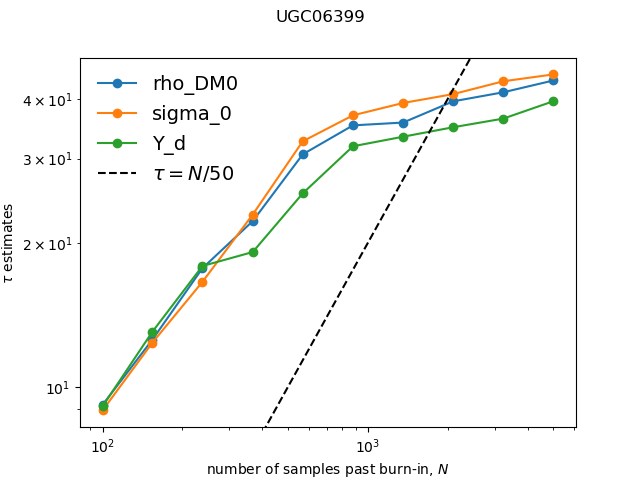 UGC06399
rho_DM0
sigma_0
Y_d
τ = N/50
4 × 10¹
3 × 10¹
2 × 10¹
10¹
τ estimates
10² 10³
number of samples past burn-in, N